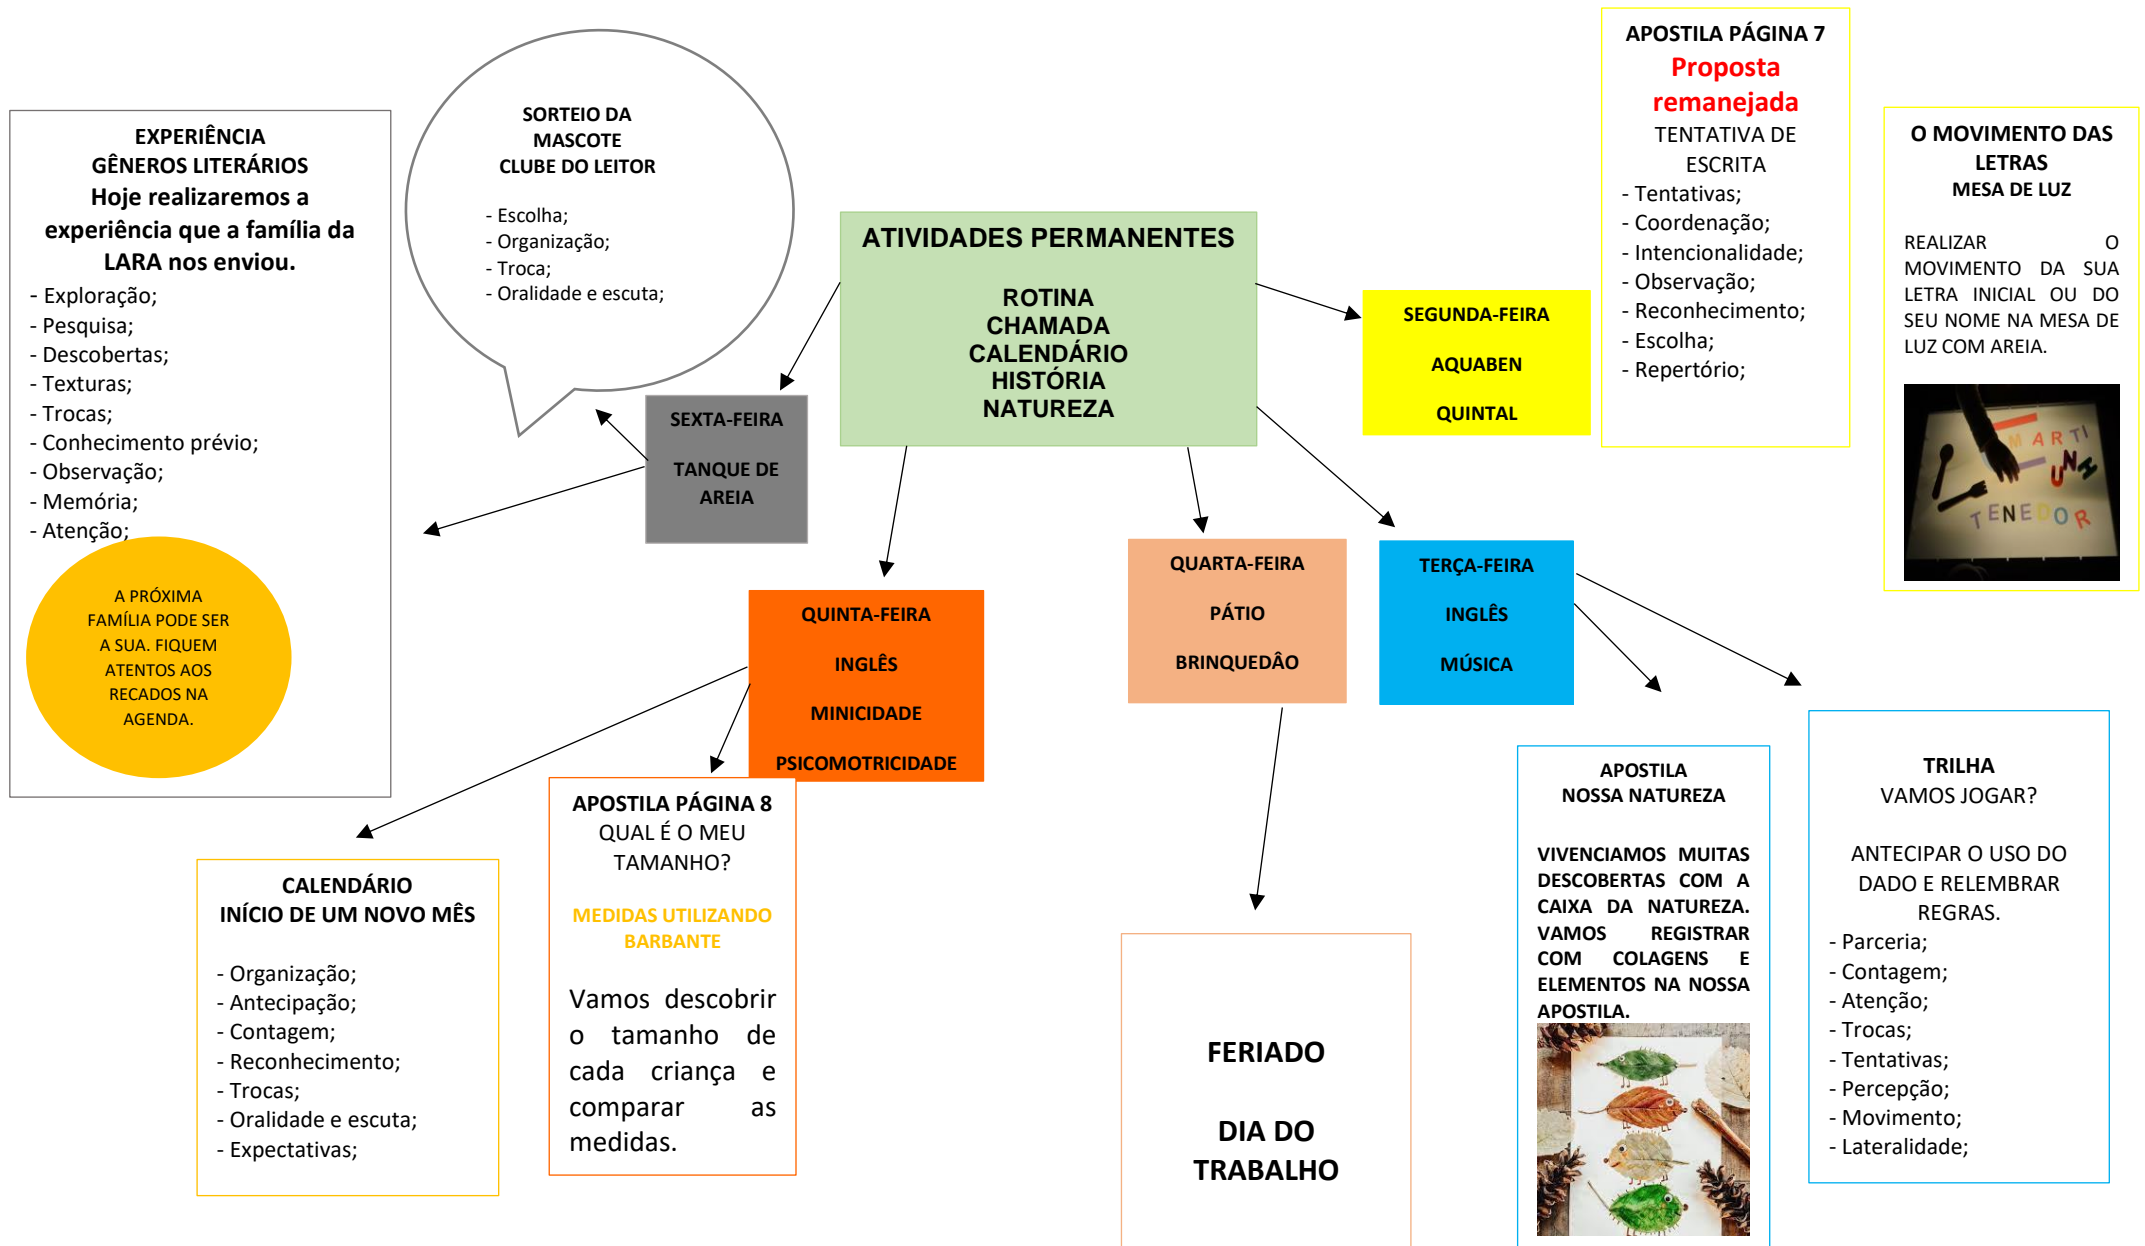 EXPERIÊNCIA
GÊNEROS LITERÁRIOS
Hoje realizaremos a
experiência que a família da
LARA nos enviou.
- Exploração;
- Pesquisa;
- Descobertas;
- Texturas;
- Trocas;
- Conhecimento prévio;
- Observação;
- Memória;
- Atenção;
A PRÓXIMA
FAMÍLIA PODE SER
A SUA. FIQUEM
ATENTOS AOS
RECADOS NA
AGENDA.
SORTEIO DA
MASCOTE
CLUBE DO LEITOR
- Escolha;
- Organização;
- Troca;
- Oralidade e escuta;
ATIVIDADES PERMANENTES
ROTINA
CHAMADA
CALENDÁRIO
HISTÓRIA
NATUREZA
SEGUNDA-FEIRA
AQUABEN
QUINTAL
APOSTILA PÁGINA 7
Proposta
remanejada
TENTATIVA DE
ESCRITA
- Tentativas;
- Coordenação;
- Intencionalidade;
- Observação;
- Reconhecimento;
- Escolha;
- Repertório;
O MOVIMENTO DAS
LETRAS
MESA DE LUZ
REALIZAR O
MOVIMENTO DA SUA
LETRA INICIAL OU DO
SEU NOME NA MESA DE
LUZ COM AREIA.
MARTI
UNH
TENEDOR
SEXTA-FEIRA
TANQUE DE
AREIA
QUINTA-FEIRA
INGLÊS
MINICIDADE
PSICOMOTRICIDADE
QUARTA-FEIRA
PÁTIO
BRINQUEDÂO
TERÇA-FEIRA
INGLÊS
MÚSICA
CALENDÁRIO
INÍCIO DE UM NOVO MÊS
- Organização;
- Antecipação;
- Contagem;
- Reconhecimento;
- Trocas;
- Oralidade e escuta;
- Expectativas;
APOSTILA PÁGINA 8
QUAL É O MEU
TAMANHO?
MEDIDAS UTILIZANDO
BARBANTE
Vamos descobrir
o tamanho de
cada criança e
comparar as
medidas.
FERIADO
DIA DO
TRABALHO
APOSTILA
NOSSA NATUREZA
VIVENCIAMOS MUITAS
DESCOBERTAS COM A
CAIXA DA NATUREZA.
VAMOS REGISTRAR
COM COLAGENS E
ELEMENTOS NA NOSSA
APOSTILA.
TRILHA
VAMOS JOGAR?
ANTECIPAR O USO DO
DADO E RELEMBRAR
REGRAS.
- Parceria;
- Contagem;
- Atenção;
- Trocas;
- Tentativas;
- Percepção;
- Movimento;
- Lateralidade;